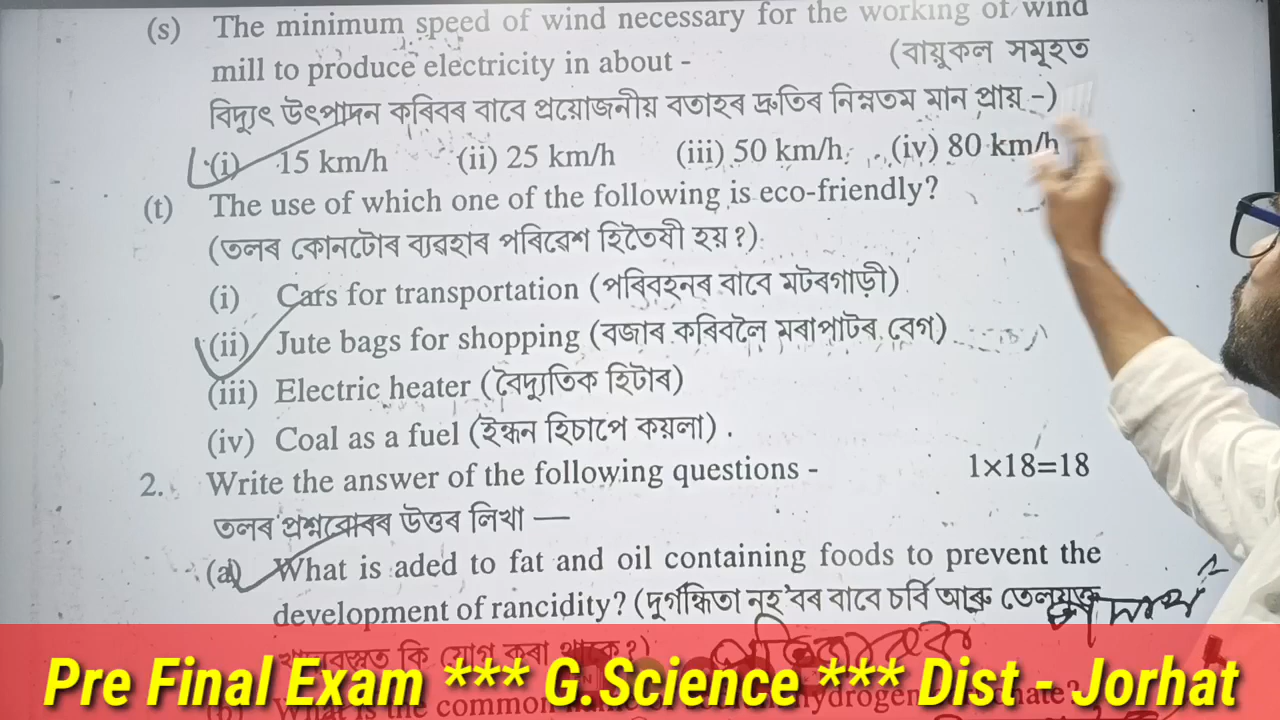 (s) The minimum speed of wind necessary for the working of wind
mill to produce electricity in about - (বায়ুকল সমূহত
বিদ্যুৎ উৎপাদন কৰিবৰ বাবে প্ৰয়োজনীয় বতাহৰ দ্ৰুতিৰ নিম্নতম মান প্ৰায় -)
(i) 15 km/h (ii) 25 km/h (iii) 50 km/h (iv) 80 km/h
(t) The use of which one of the following is eco-friendly?
(তলৰ কোনটোৰ ব্যৱহাৰ পৰিৱেশ হিতৈষী হয়?)
(i) Cars for transportation (পৰিবহনৰ বাবে মটৰগাড়ী)
(ii) Jute bags for shopping (বজাৰ কৰিবলৈ মৰাপাটৰ বেগ)
(iii) Electric heater (বৈদ্যুতিক হিটাৰ)
(iv) Coal as a fuel (ইন্ধন হিচাপে কয়লা) .
2. Write the answer of the following questions - 1×18=18
তলৰ প্ৰশ্নবোৰৰ উত্তৰ লিখা —
(a) What is aded to fat and oil containing foods to prevent the
development of rancidity? (দুৰ্গন্ধিতা নহ'বৰ বাবে চৰ্বি আৰু তেলযুক্ত
কি যোগ কৰা থাকে?)
Pre Final Exam *** G.Science *** Dist - Jorhat
(b) What is the common